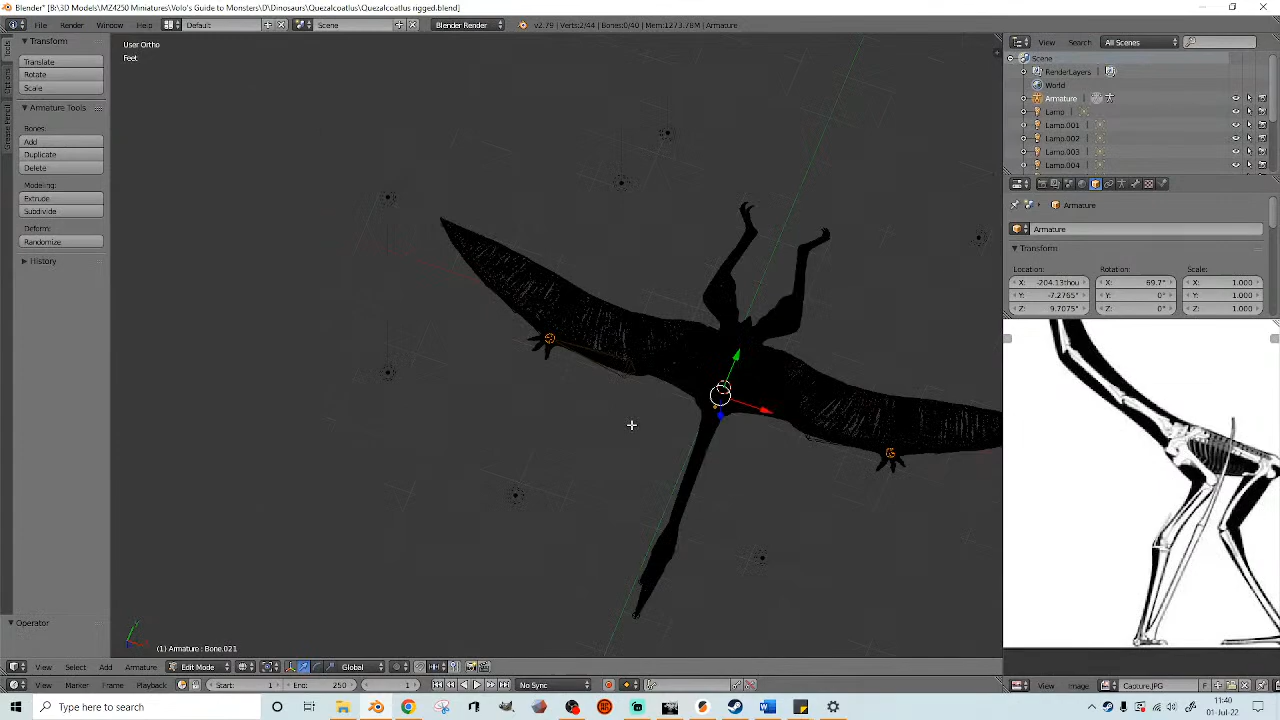 Blender* [B:\3D Models\MZ4250 Miniatures\Volo's Guide to Monsters\D\Dinosaurs\Quezalcoatlus\Quezalcoatlus rigged.blend]
File Render Window Help Default Scene Blender Render v2.79 | Verts:2/44 | Bones:0/40 | Mem:1273.78M | Armature
Transform
Translate
Rotate
Scale
Armature Tools
Bones:
Add
Duplicate
Delete
Modeling:
Extrude
Subdivide
Deform:
Randomize
History
Operator
Tools
Options
Grease Pencil
User Ortho
Feet
(1) Armature : Bone.021
View Search All Scenes
Scene
RenderLayers
World
Armature
Lamp
Lamp.001
Lamp.002
Lamp.003
Lamp.004
Armature
Armature
Transform
Location: Rotation: Scale:
X: -204.13thou X: 69.7° X: 1.000
Y: -7.2765" Y: 0° Y: 1.000
Z: 9.7075" Z: 0° Z: 1.000
View Select Add Armature Edit Mode Global
View Marker Frame Playback Start: 1 End: 250 1 No Sync
View Image Capture.JPG F
Type here to search
11:40
01-Jul-22